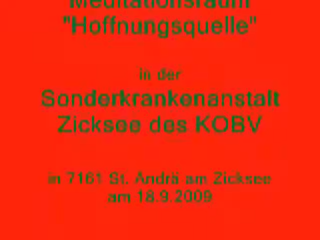 Meditationsraum
"Hoffnungsquelle"
in der
Sonderkrankenanstalt
Zicksee des KOBV
in 7161 St. Andrä am Zicksee
am 18.9.2009